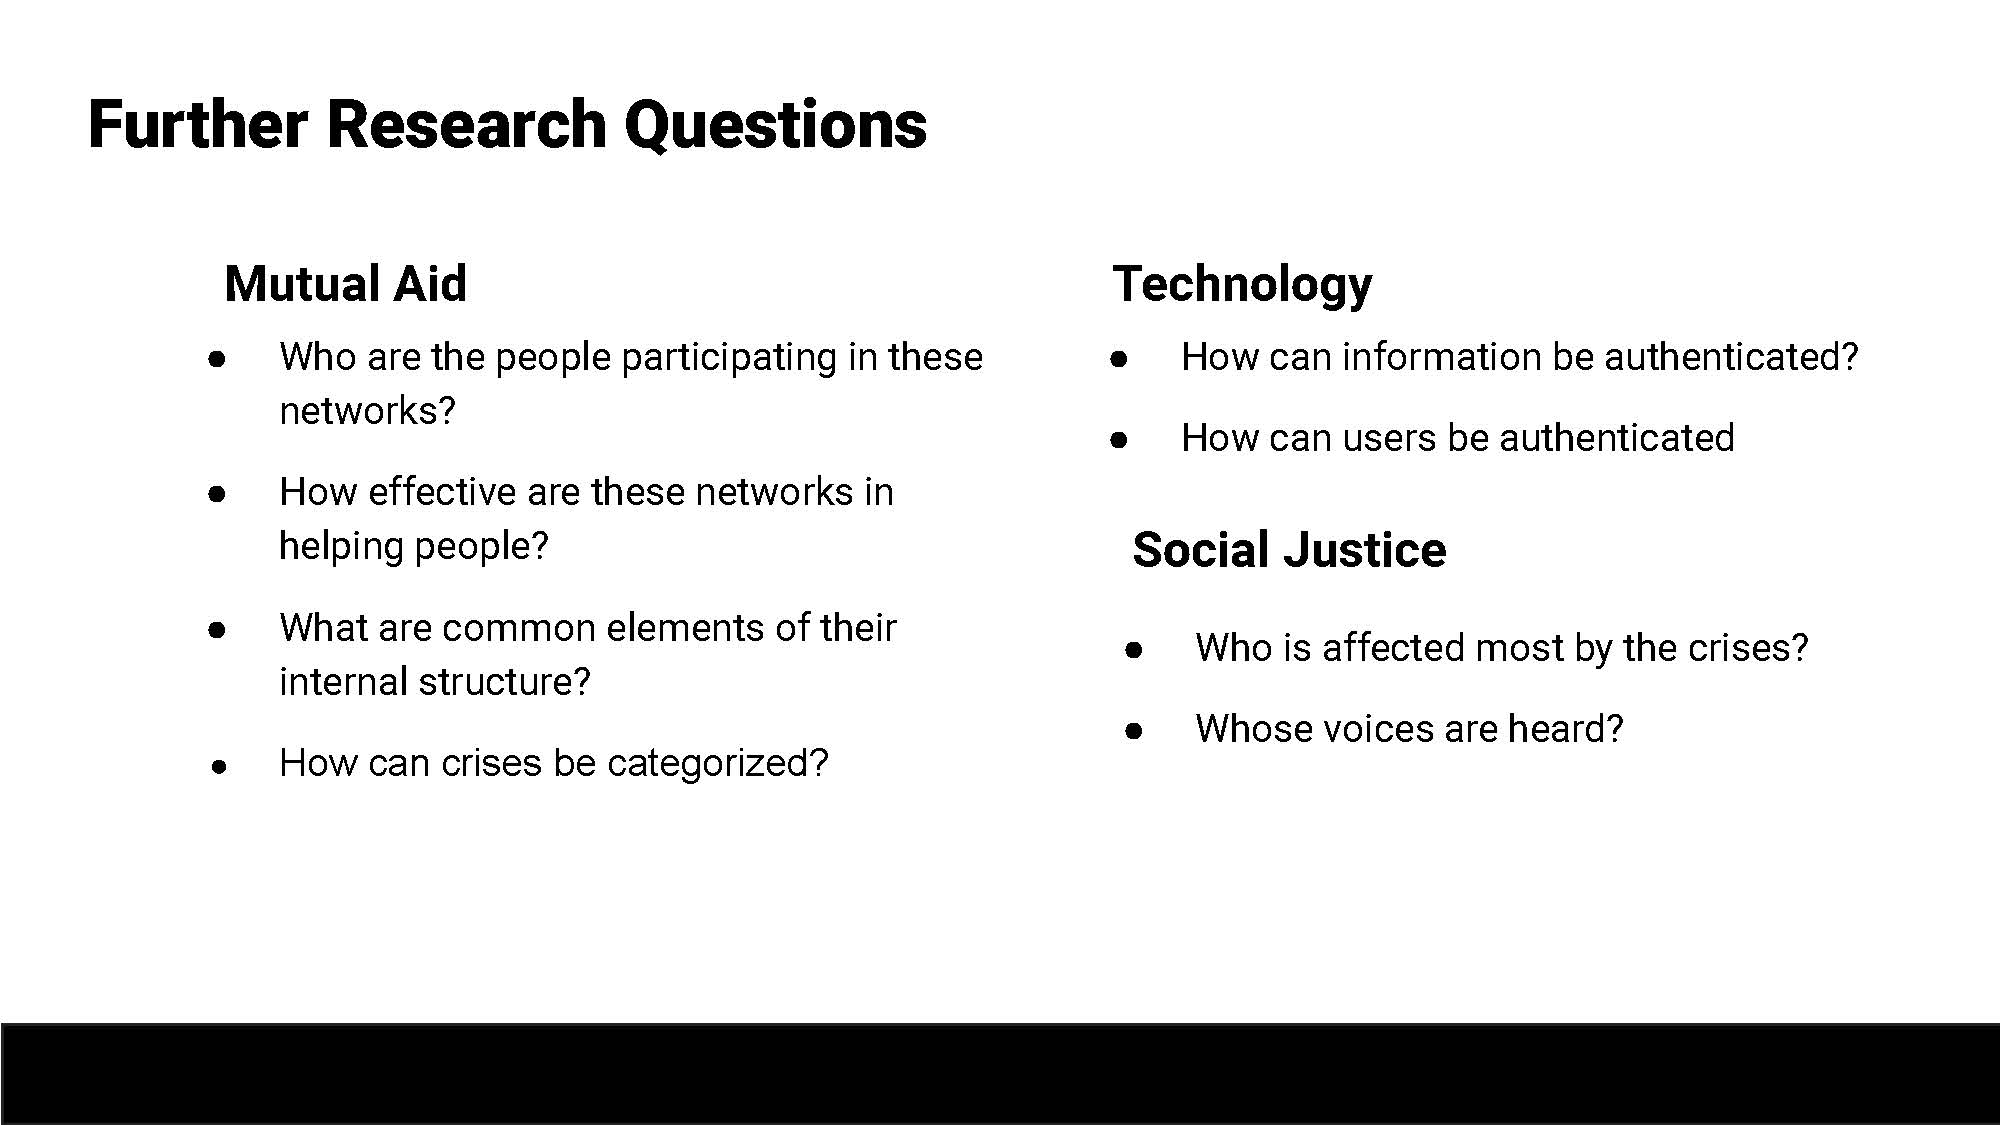 Further Research Questions
Mutual Aid
● Who are the people participating in these
networks?
● How effective are these networks in
helping people?
● What are common elements of their
internal structure?
● How can crises be categorized?
Technology
● How can information be authenticated?
● How can users be authenticated
Social Justice
● Who is affected most by the crises?
● Whose voices are heard?